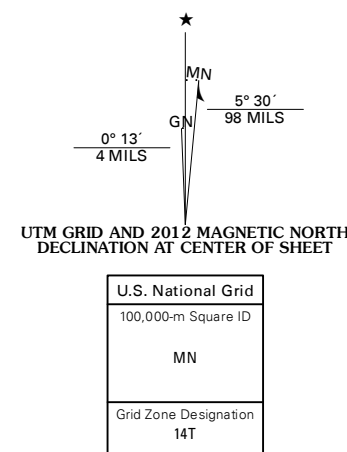 ★
MN
GN
5° 30´
98 MILS
0° 13´
4 MILS
UTM GRID AND 2012 MAGNETIC NORTH
DECLINATION AT CENTER OF SHEET
U.S. National Grid
100,000-m Square ID
MN
Grid Zone Designation
14T